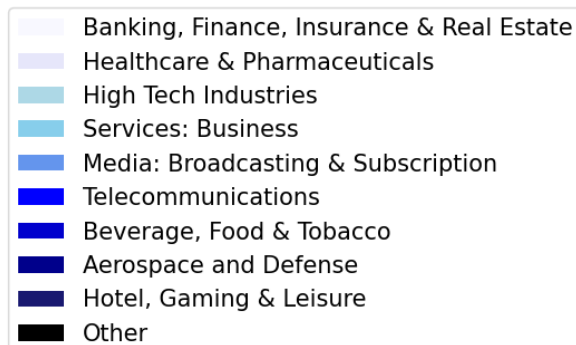 Banking, Finance, Insurance & Real Estate
Healthcare & Pharmaceuticals
High Tech Industries
Services: Business
Media: Broadcasting & Subscription
Telecommunications
Beverage, Food & Tobacco
Aerospace and Defense
Hotel, Gaming & Leisure
Other